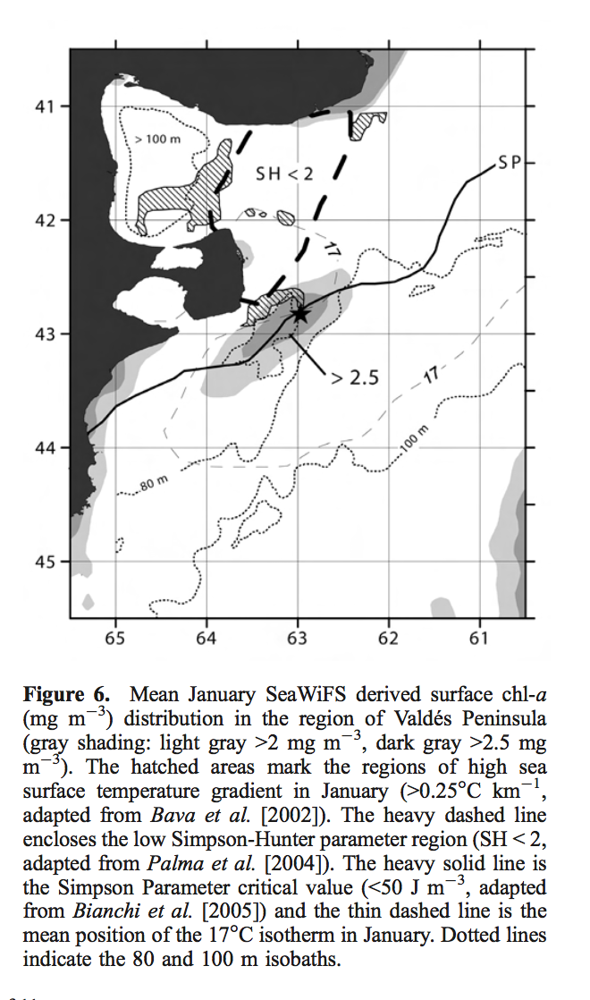 41
> 100 m
SH < 2
SP
42
17
43
> 2.5
17
100 m
44
80 m
45
65 64 63 62 61
Figure 6. Mean January SeaWiFS derived surface chl-a
(mg m−3) distribution in the region of Valdés Peninsula
(gray shading: light gray >2 mg m−3, dark gray >2.5 mg
m−3). The hatched areas mark the regions of high sea
surface temperature gradient in January (>0.25°C km−1,
adapted from Bava et al. [2002]). The heavy dashed line
encloses the low Simpson-Hunter parameter region (SH < 2,
adapted from Palma et al. [2004]). The heavy solid line is
the Simpson Parameter critical value (<50 J m−3, adapted
from Bianchi et al. [2005]) and the thin dashed line is the
mean position of the 17°C isotherm in January. Dotted lines
indicate the 80 and 100 m isobaths.